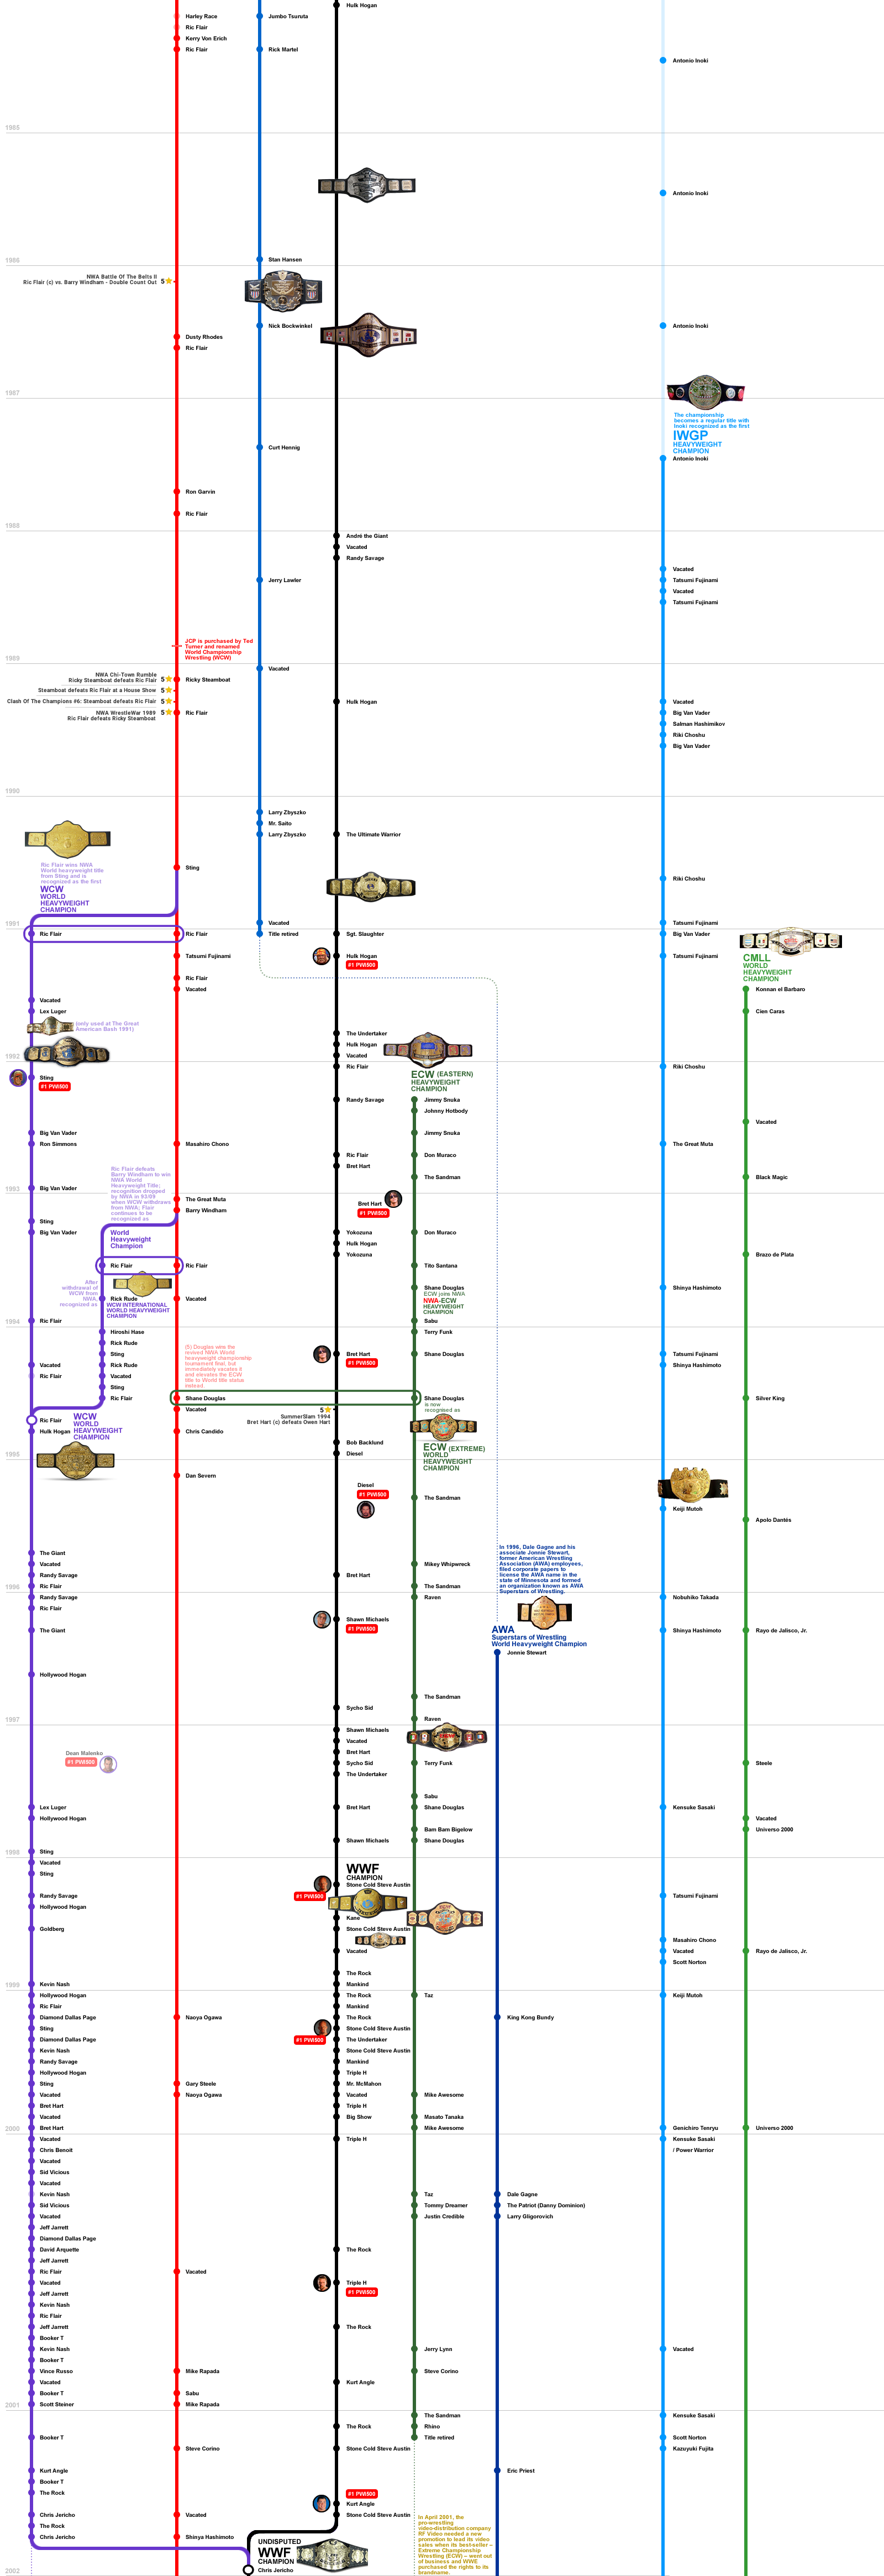 Hulk Hogan
Harley Race
Jumbo Tsuruta
Ric Flair
Kerry Von Erich
Ric Flair
Rick Martel
Antonio Inoki
1985
Antonio Inoki
Stan Hansen
1986
NWA Battle Of The Belts II
Ric Flair (c) vs. Barry Windham - Double Count Out
5
Nick Bockwinkel
Antonio Inoki
Dusty Rhodes
Ric Flair
1987
The championship
becomes a regular title with
Inoki recognized as the first
IWGP
HEAVYWEIGHT
CHAMPION
Curt Hennig
Antonio Inoki
Ron Garvin
Ric Flair
1988
André the Giant
Vacated
Randy Savage
Vacated
Jerry Lawler
Tatsumi Fujinami
Vacated
Tatsumi Fujinami
JCP is purchased by Ted
Turner and renamed
World Championship
Wrestling (WCW)
1989
Vacated
NWA Chi-Town Rumble
Ricky Steamboat defeats Ric Flair
5
Ricky Steamboat
Steamboat defeats Ric Flair at a House Show
5
Clash Of The Champions #6: Steamboat defeats Ric Flair
5
Hulk Hogan
Vacated
NWA WrestleWar 1989
Ric Flair defeats Ricky Steamboat
5
Ric Flair
Big Van Vader
Salman Hashimikov
Riki Choshu
Big Van Vader
1990
Larry Zbyszko
Mr. Saito
Larry Zbyszko
The Ultimate Warrior
Ric Flair wins NWA
World heavyweight title
from Sting and is
recognized as the first
WCW
WORLD
HEAVYWEIGHT
CHAMPION
Sting
Riki Choshu
1991
Vacated
Tatsumi Fujinami
Ric Flair
Ric Flair
Title retired
Sgt. Slaughter
Big Van Vader
Tatsumi Fujinami
Hulk Hogan
#1 PWI500
Tatsumi Fujinami
CMLL
WORLD
HEAVYWEIGHT
CHAMPION
Ric Flair
Vacated
Konnan el Barbaro
Vacated
Lex Luger
Cien Caras
(only used at The Great
American Bash 1991)
The Undertaker
Hulk Hogan
Vacated
1992
Ric Flair
Riki Choshu
ECW (EASTERN)
HEAVYWEIGHT
CHAMPION
Sting
#1 PWI500
Randy Savage
Jimmy Snuka
Johnny Hotbody
Vacated
Big Van Vader
Jimmy Snuka
Ron Simmons
Masahiro Chono
The Great Muta
Ric Flair
Don Muraco
Bret Hart
Ric Flair defeats
Barry Windham to win
NWA World
Heavyweight Title;
recognition dropped
by NWA in 93/09
when WCW withdraws
from NWA; Flair
continues to be
recognized as
World
Heavyweight
Champion
The Sandman
Black Magic
Big Van Vader
1993
The Great Muta
Bret Hart
#1 PWI500
Barry Windham
Sting
Big Van Vader
Yokozuna
Don Muraco
Hulk Hogan
Yokozuna
Brazo de Plata
Ric Flair
Ric Flair
Tito Santana
After
withdrawal of
WCW from
NWA,
recognized as
Shane Douglas
ECW joins NWA
NWA-ECW
HEAVYWEIGHT
CHAMPION
Shinya Hashimoto
Rick Rude
WCW INTERNATIONAL
WORLD HEAVYWEIGHT
CHAMPION
Vacated
Ric Flair
Sabu
1994
Hiroshi Hase
Terry Funk
Rick Rude
(5) Douglas wins the
revived NWA World
heavyweight championship
tournament final, but
immediately vacates it
and elevates the ECW
title to World title status
instead
Sting
Bret Hart
#1 PWI500
Shane Douglas
Tatsumi Fujinami
Vacated
Rick Rude
Shinya Hashimoto
Ric Flair
Vacated
Sting
Ric Flair
Shane Douglas
Shane Douglas
is now
recognised as
Silver King
Vacated
5
SummerSlam 1994
Bret Hart (c) defeats Owen Hart
Ric Flair
WCW
WORLD
HEAVYWEIGHT
CHAMPION
Hulk Hogan
Chris Candido
Bob Backlund
ECW (EXTREME)
WORLD
HEAVYWEIGHT
CHAMPION
Diesel
1995
Dan Severn
Diesel
#1 PWI500
The Sandman
Keiji Mutoh
Apolo Dantés
In 1996, Dale Gagne and his
associate Jonnie Stewart,
former American Wrestling
Association (AWA) employees,
filed corporate papers to
license the AWA name in the
state of Minnesota and formed
an organization known as AWA
Superstars of Wrestling.
The Giant
Vacated
Mikey Whipwreck
Randy Savage
Bret Hart
Ric Flair
The Sandman
1996
Randy Savage
Raven
Nobuhiko Takada
Ric Flair
Shawn Michaels
#1 PWI500
The Giant
AWA
Superstars of Wrestling
World Heavyweight Champion
Shinya Hashimoto
Rayo de Jalisco, Jr.
Jonnie Stewart
Hollywood Hogan
The Sandman
Sycho Sid
Raven
1997
Shawn Michaels
Vacated
Dean Malenko
#1 PWI500
Bret Hart
Sycho Sid
Terry Funk
Steele
The Undertaker
Sabu
Lex Luger
Bret Hart
Shane Douglas
Kensuke Sasaki
Hollywood Hogan
Vacated
Bam Bam Bigelow
Universo 2000
Shawn Michaels
Shane Douglas
Sting
1998
Vacated
WWF
CHAMPION
Sting
Stone Cold Steve Austin
#1 PWI500
Randy Savage
Tatsumi Fujinami
Hollywood Hogan
Kane
Goldberg
Stone Cold Steve Austin
Masahiro Chono
Vacated
Vacated
Rayo de Jalisco, Jr.
Scott Norton
The Rock
Kevin Nash
Mankind
1999
Hollywood Hogan
The Rock
Taz
Keiji Mutoh
Ric Flair
Mankind
Diamond Dallas Page
Naoya Ogawa
The Rock
King Kong Bundy
Sting
Stone Cold Steve Austin
#1 PWI500
Diamond Dallas Page
The Undertaker
Kevin Nash
Stone Cold Steve Austin
Randy Savage
Mankind
Hollywood Hogan
Triple H
Sting
Gary Steele
Mr. McMahon
Vacated
Naoya Ogawa
Vacated
Mike Awesome
Bret Hart
Triple H
Vacated
Big Show
Masato Tanaka
2000
Bret Hart
Mike Awesome
Genichiro Tenryu
Universo 2000
Vacated
Triple H
Kensuke Sasaki
/ Power Warrior
Chris Benoit
Vacated
Sid Vicious
Vacated
Kevin Nash
Taz
Dale Gagne
Sid Vicious
Tommy Dreamer
The Patriot (Danny Dominion)
Vacated
Justin Credible
Larry Gligorovich
Jeff Jarrett
Diamond Dallas Page
David Arquette
The Rock
Jeff Jarrett
Ric Flair
Vacated
Vacated
Triple H
#1 PWI500
Jeff Jarrett
Kevin Nash
Ric Flair
Jeff Jarrett
The Rock
Booker T
Kevin Nash
Jerry Lynn
Vacated
Booker T
Vince Russo
Mike Rapada
Steve Corino
Vacated
Kurt Angle
Booker T
Sabu
Scott Steiner
Mike Rapada
2001
The Sandman
Kensuke Sasaki
The Rock
Rhino
Booker T
Title retired
Scott Norton
Steve Corino
Stone Cold Steve Austin
Kazuyuki Fujita
Kurt Angle
Eric Priest
Booker T
The Rock
#1 PWI500
Kurt Angle
Chris Jericho
Vacated
Stone Cold Steve Austin
In April 2001, the
pro-wrestling
video-distribution company
RF Video needed a new
promotion to lead its video
sales when its best-seller –
Extreme Championship
Wrestling (ECW) – went out
of business and WWE
purchased the rights to its
brandname.
The Rock
Chris Jericho
Shinya Hashimoto
UNDISPUTED
WWF
CHAMPION
Chris Jericho
2002